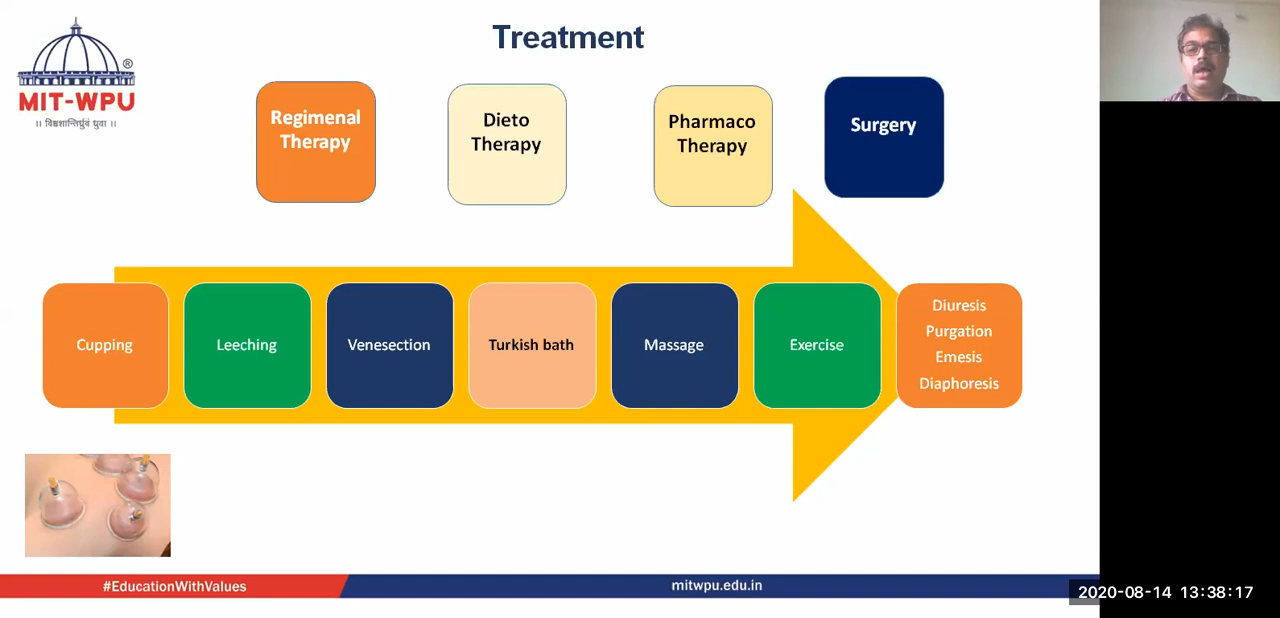 Treatment
®
MIT-WPU
॥ विश्वशान्तिर्ध्रुवं ध्रुवा ॥
Regimenal
Therapy
Dieto
Therapy
Pharmaco
Therapy
Surgery
Cupping
Leeching
Venesection
Turkish bath
Massage
Exercise
Diuresis
Purgation
Emesis
Diaphoresis
#EducationWithValues
mitwpu.edu.in
2020-08-14 13:38:17